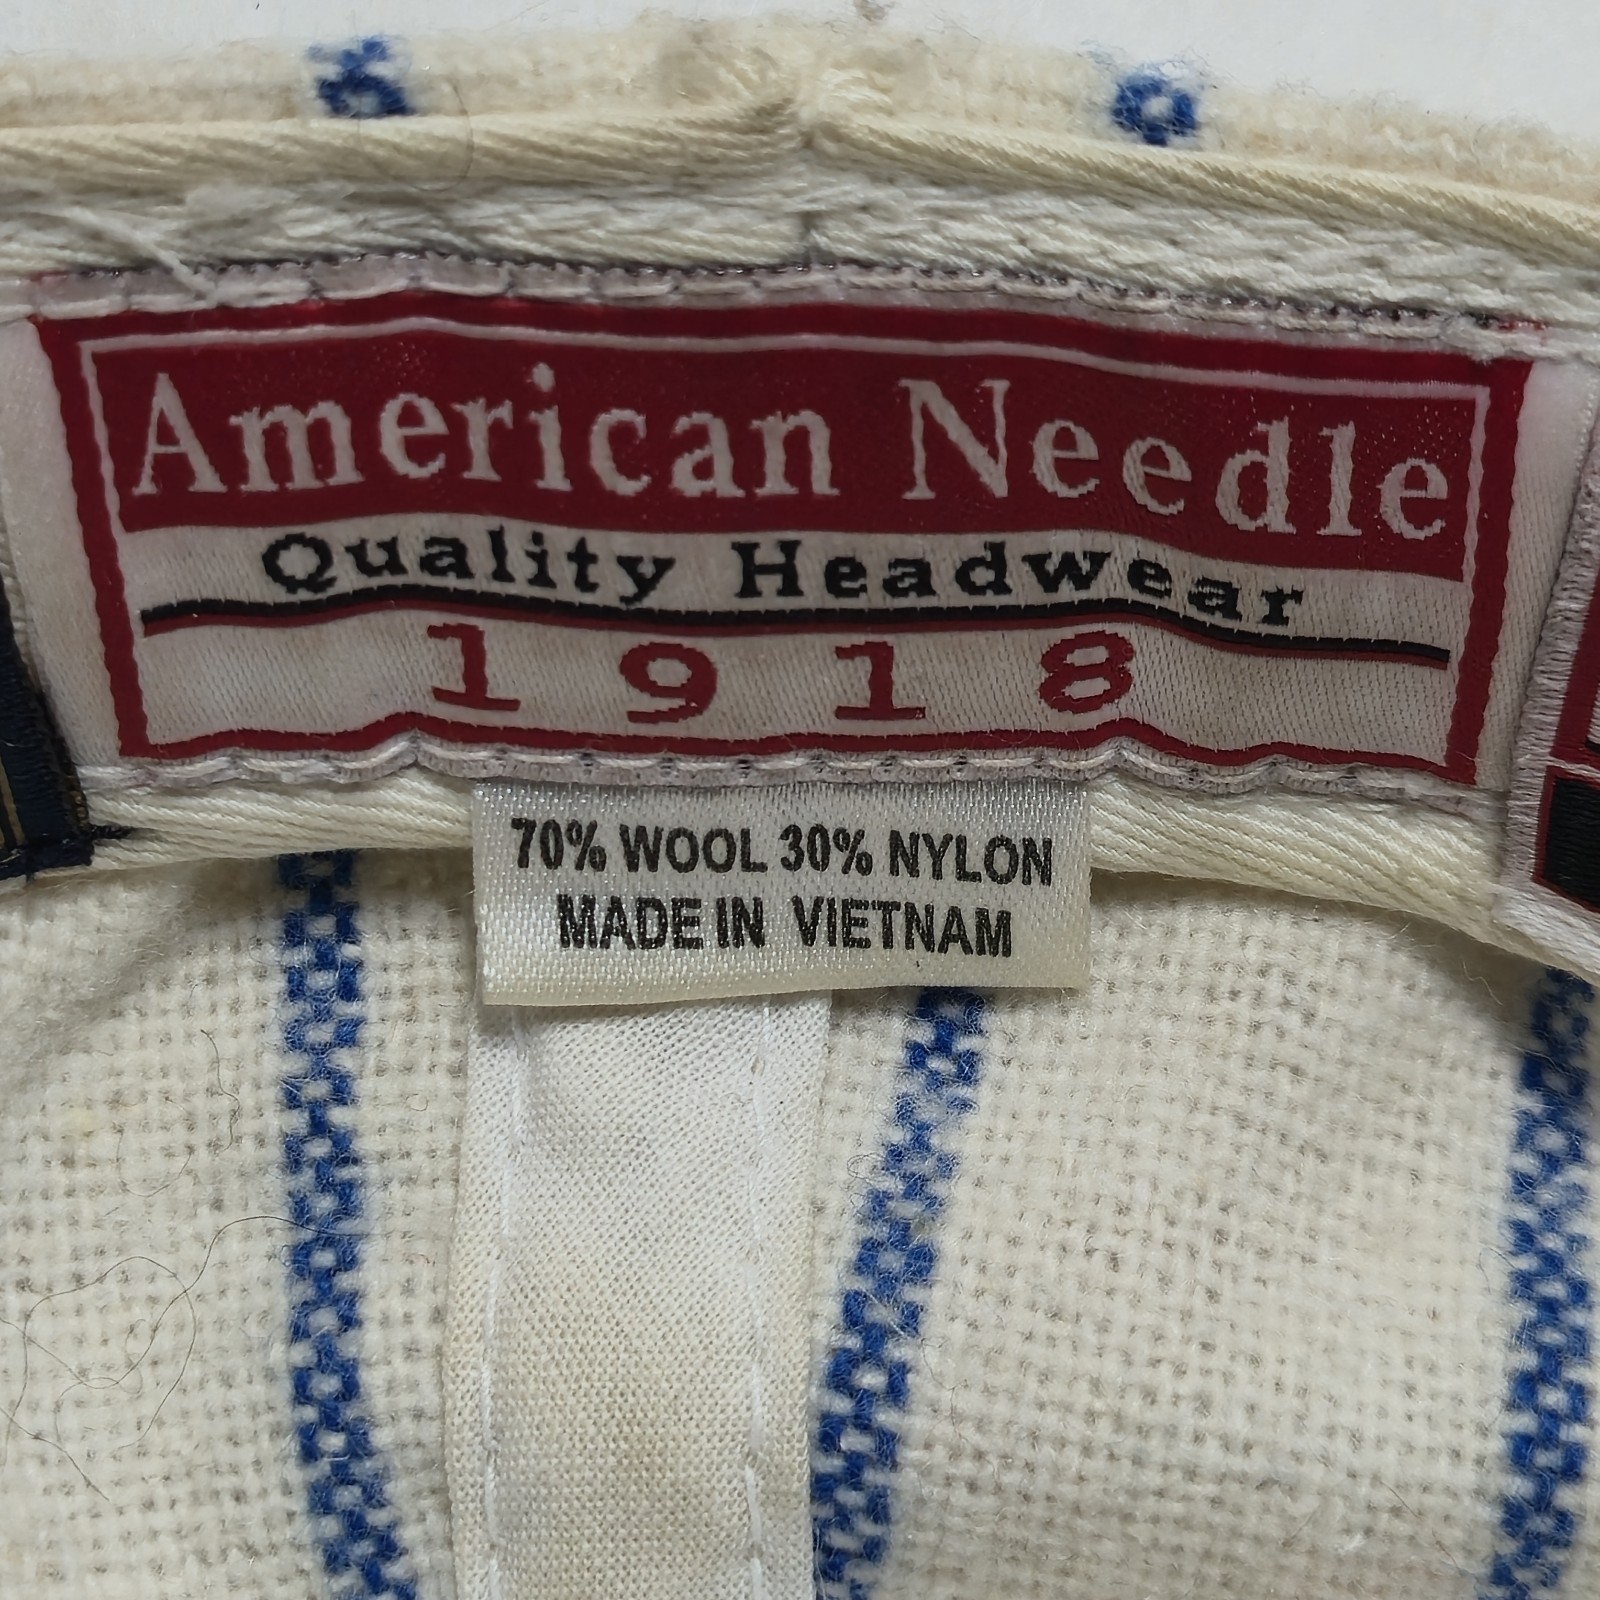 American Needle
Quality Headwear
1918
70% WOOL 30% NYLON
MADE IN VIETNAM